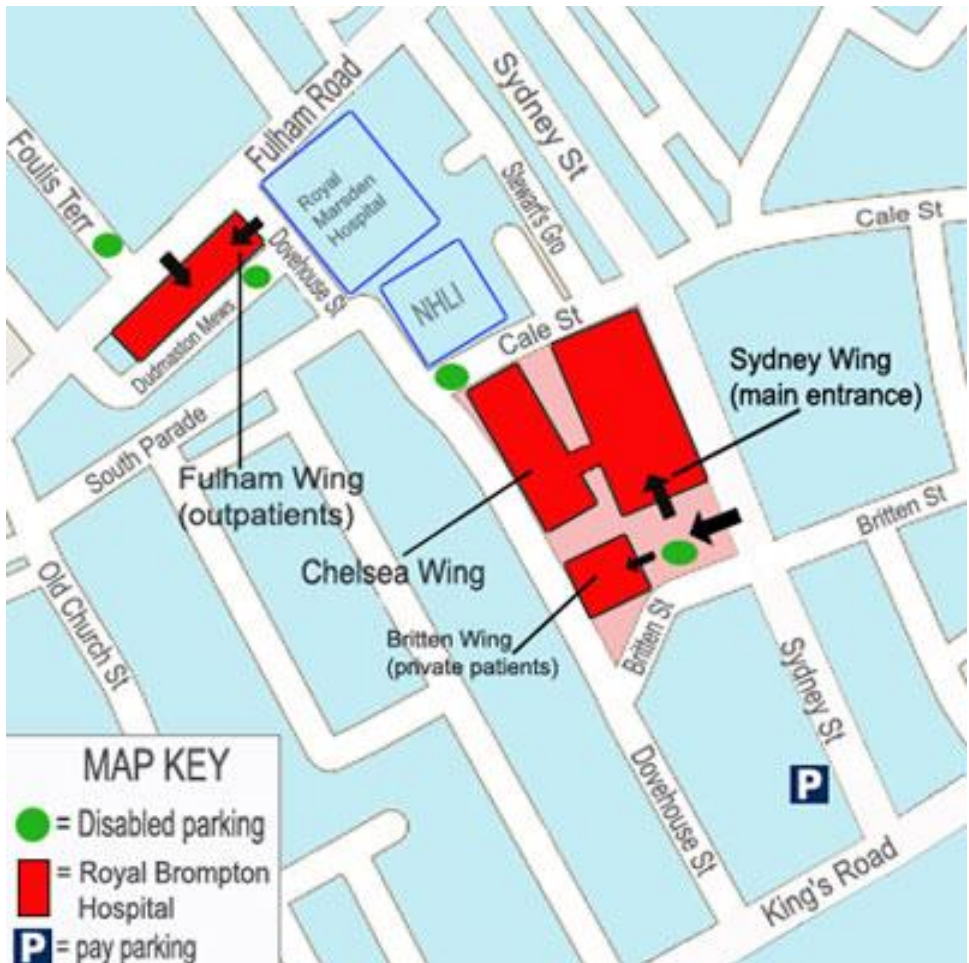 Foulis Terr
Fulham Road
Sydney St
Stewart's Gro
Royal
Marsden
Hospital
Dovehouse St
NHLI
Cale St
Cale St
Dudmaston Mews
South Parade
Sydney Wing
(main entrance)
Fulham Wing
(outpatients)
Chelsea Wing
Britten St
Britten Wing
(private patients)
Britten St
Old Church St
Sydney St
Dovehouse St
P
King's Road
MAP KEY
= Disabled parking
= Royal Brompton
Hospital
P = pay parking